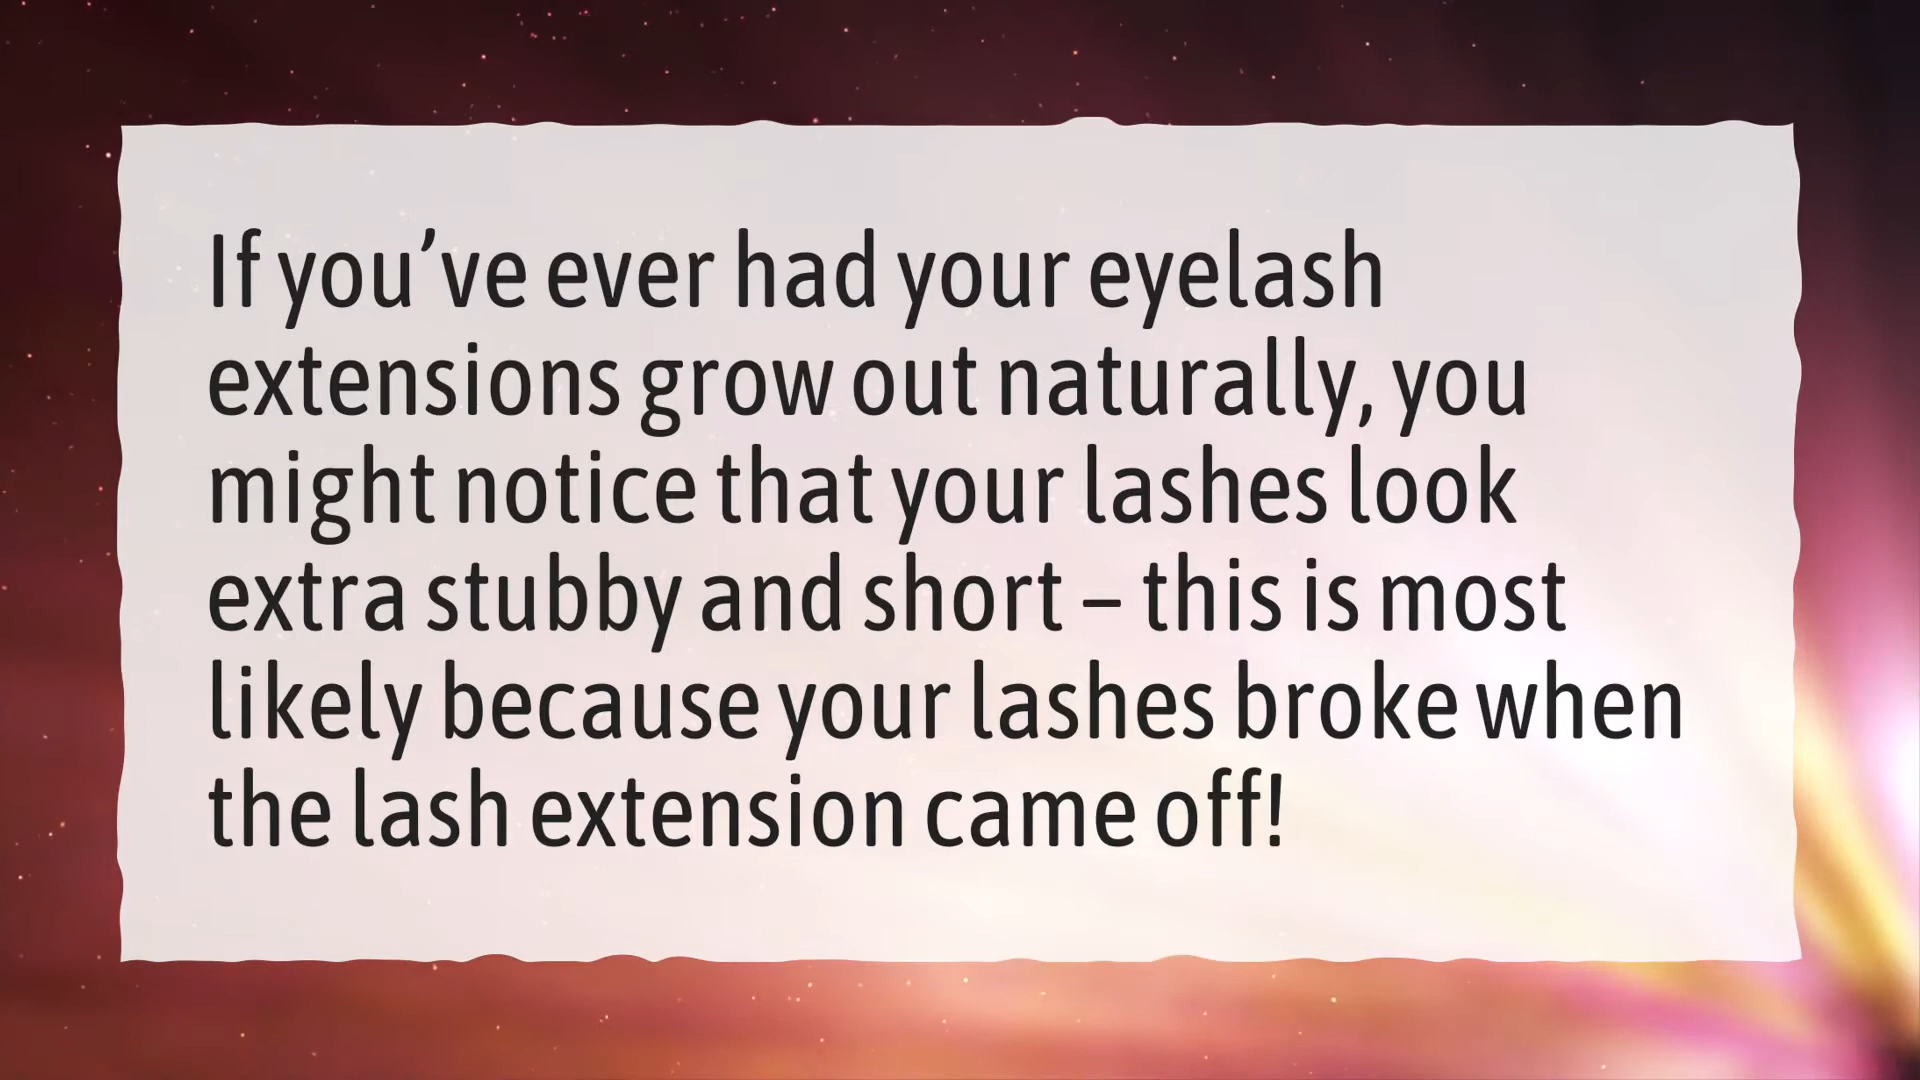 If you’ve ever had your eyelash
extensions grow out naturally, you
might notice that your lashes look
extra stubby and short – this is most
likely because your lashes broke when
the lash extension came off!